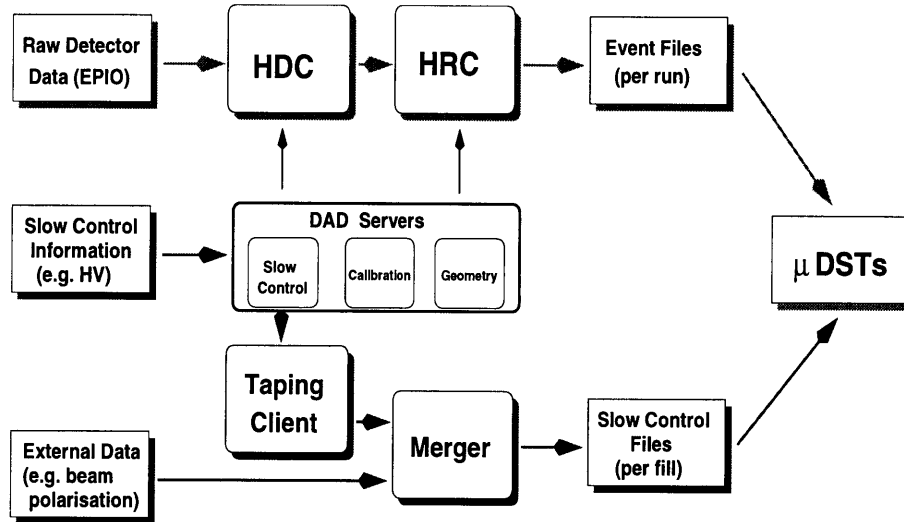 Raw Detector
Data (EPIO)
HDC
HRC
Event Files
(per run)
Slow Control
Information
(e.g. HV)
DAD Servers
Slow
Control
Calibration
Geometry
μ DSTs
Taping
Client
External Data
(e.g. beam
polarisation)
Merger
Slow Control
Files
(per fill)